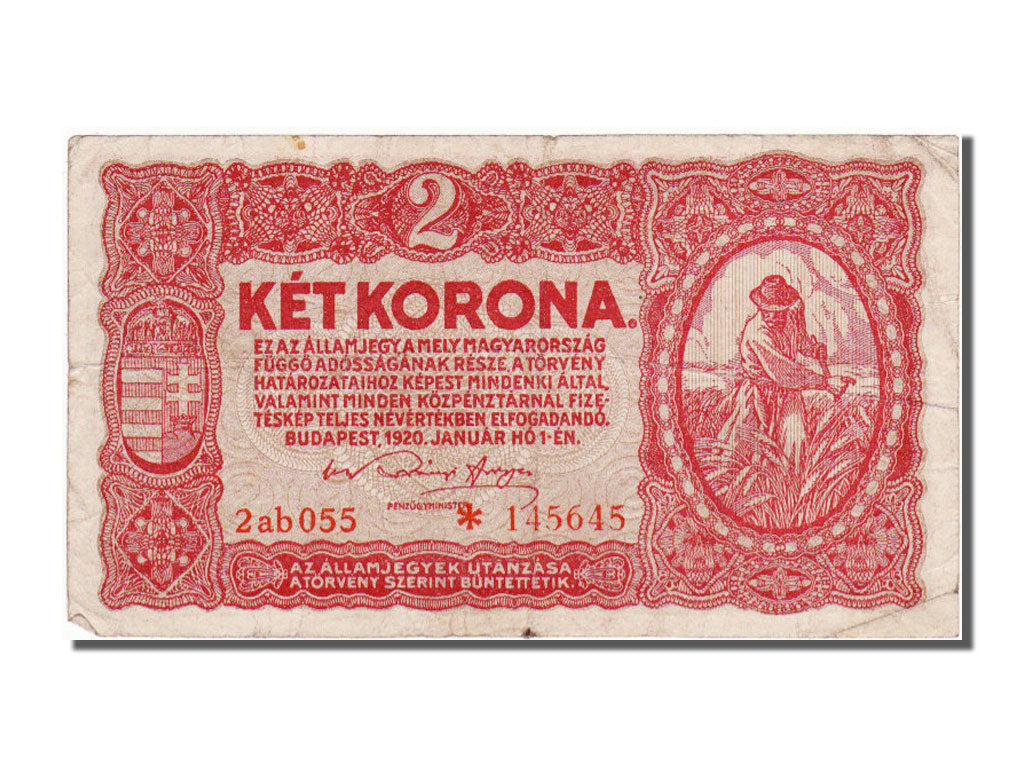 2
KÉT KORONA.
EZ AZ ÁLLAMJEGY, A MELY MAGYARORSZÁG
FÜGGŐ ADÓSSÁGÁNAK RÉSZE, A TÖRVÉNY
HATÁROZATAIHOZ KÉPEST MINDENKI ÁLTAL,
VALAMINT MINDEN KÖZPÉNZTÁRNÁL FIZE-
TÉSKÉP TELJES NÉVÉRTÉKBEN ELFOGADANDÓ.
BUDAPEST, 1920. JANUÁR HÓ 1-ÉN.
PÉNZÜGYMINISTER
2ab055 * 145645
AZ ÁLLAMJEGYEK UTÁNZÁSA
A TÖRVÉNY SZERINT BÜNTETTETIK.